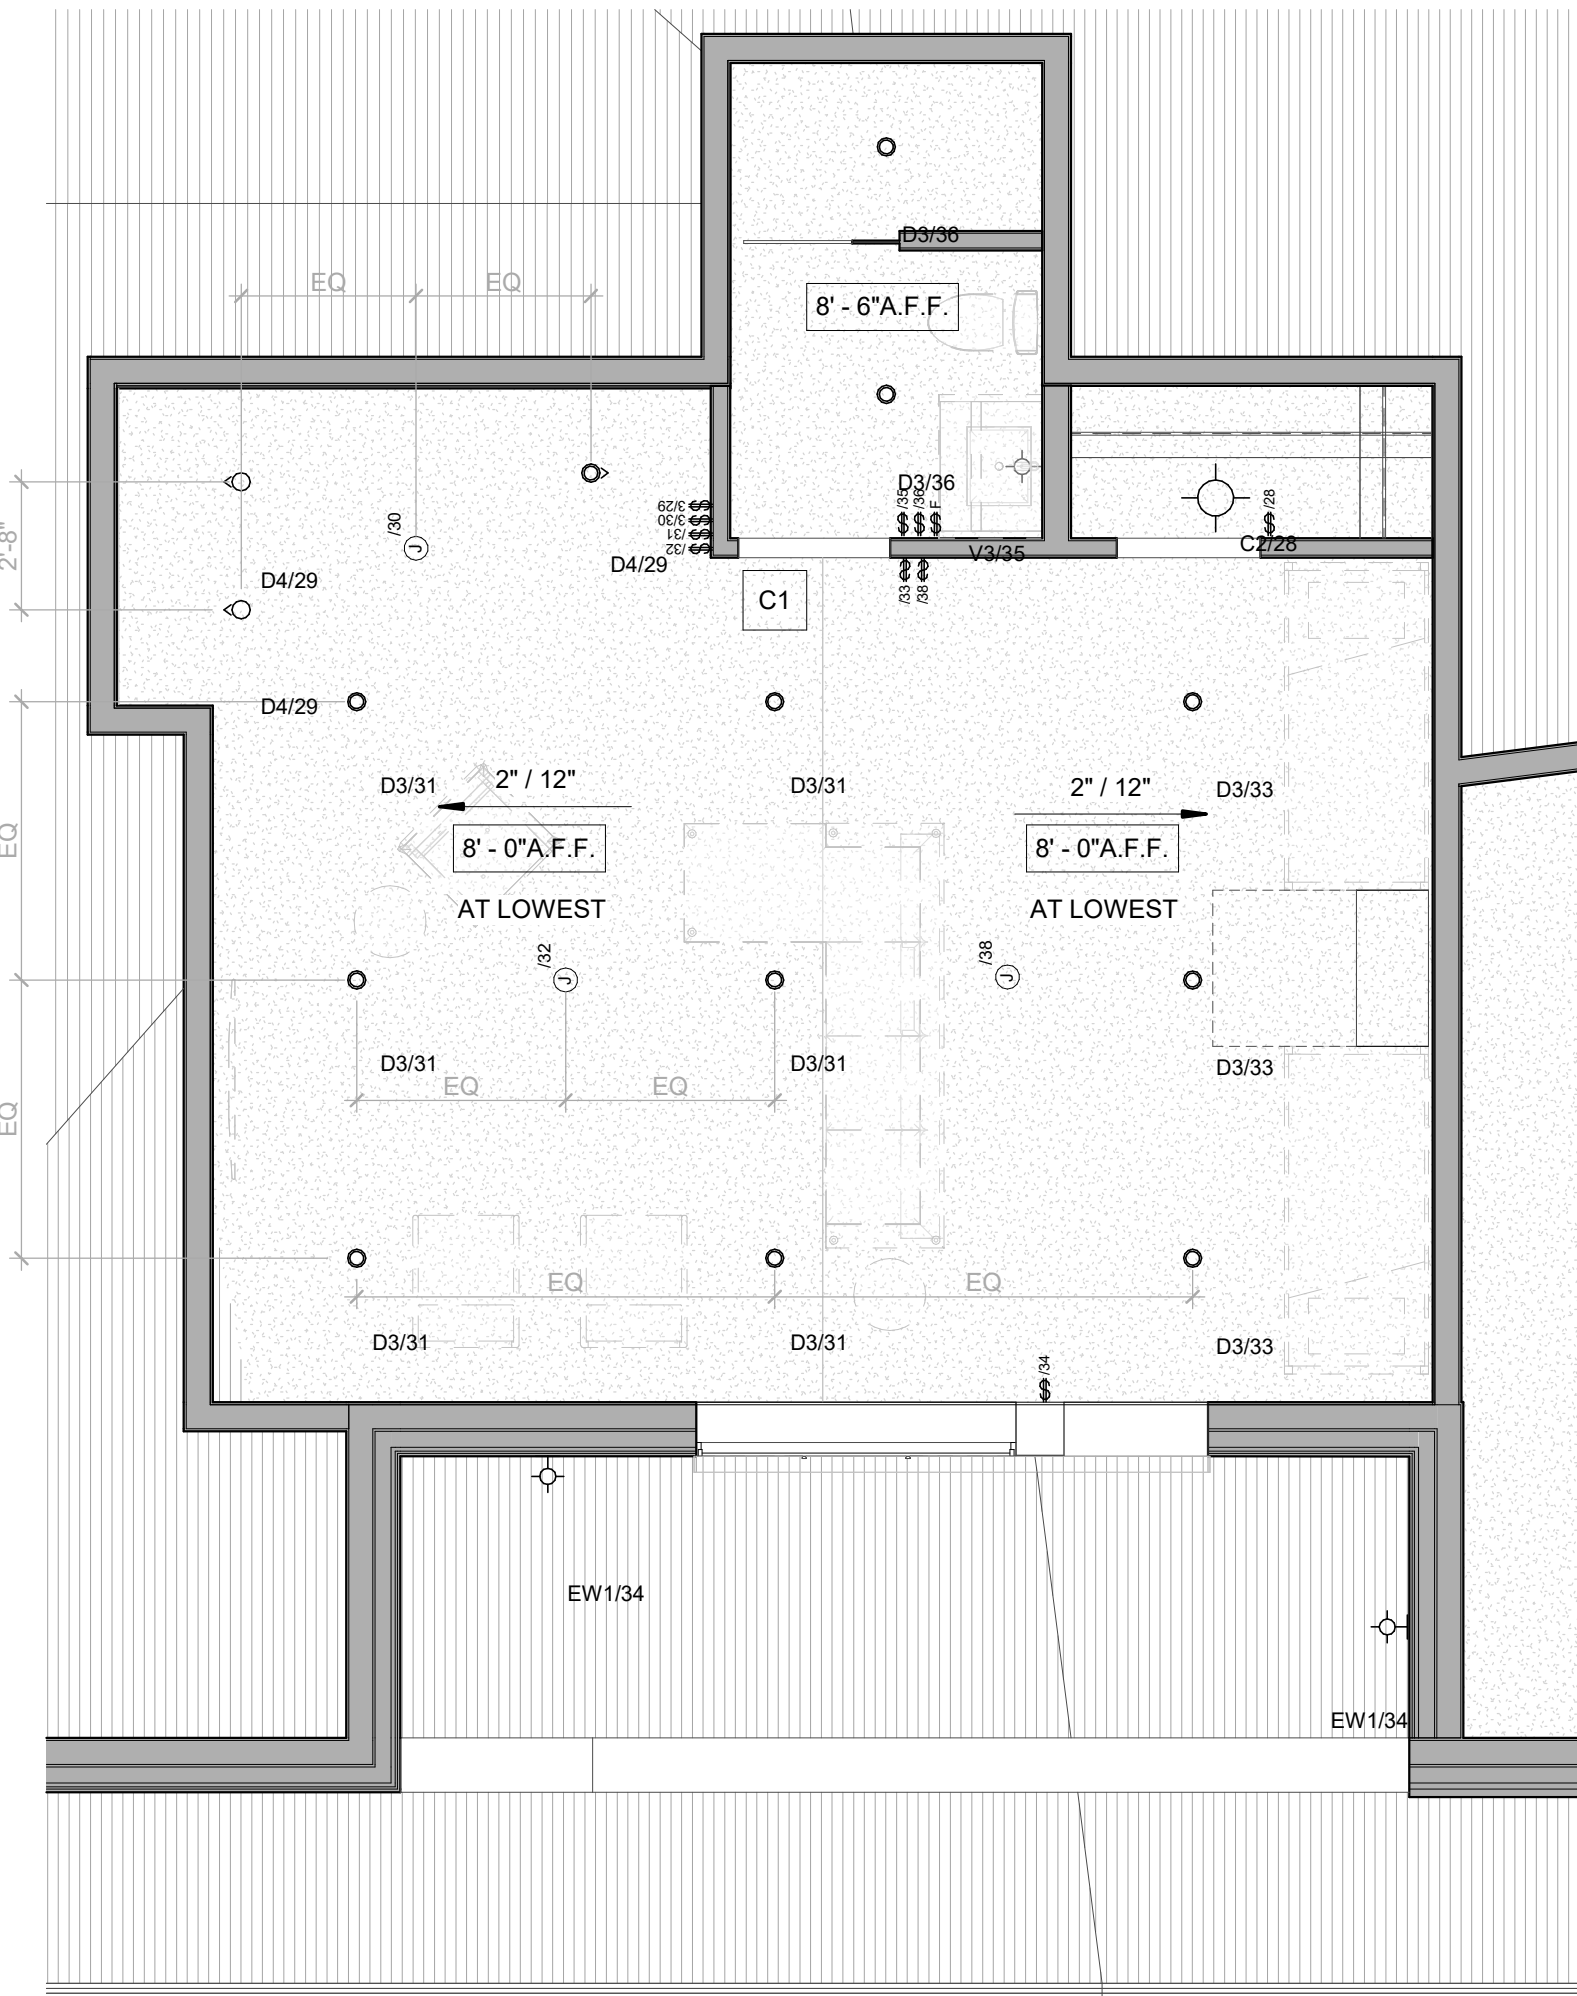 D3/36
EQ
EQ
8' - 6"A.F.F.
2'-8"
/30
J
3/29
3/30
/31
/32
$
$
$
$
D4/29
D4/29
D3/36
/35
/36
F
$
$
$
V3/35
/28
$
C2/28
$
$
/33
/38
C1
D4/29
EQ
D3/31
2" / 12"
8' - 0"A.F.F.
AT LOWEST
D3/31
2" / 12"
8' - 0"A.F.F.
AT LOWEST
D3/33
/32
J
/38
J
D3/31
EQ
EQ
D3/31
D3/33
EQ
EQ
EQ
D3/31
D3/31
/34
$
D3/33
EW1/34
EW1/34